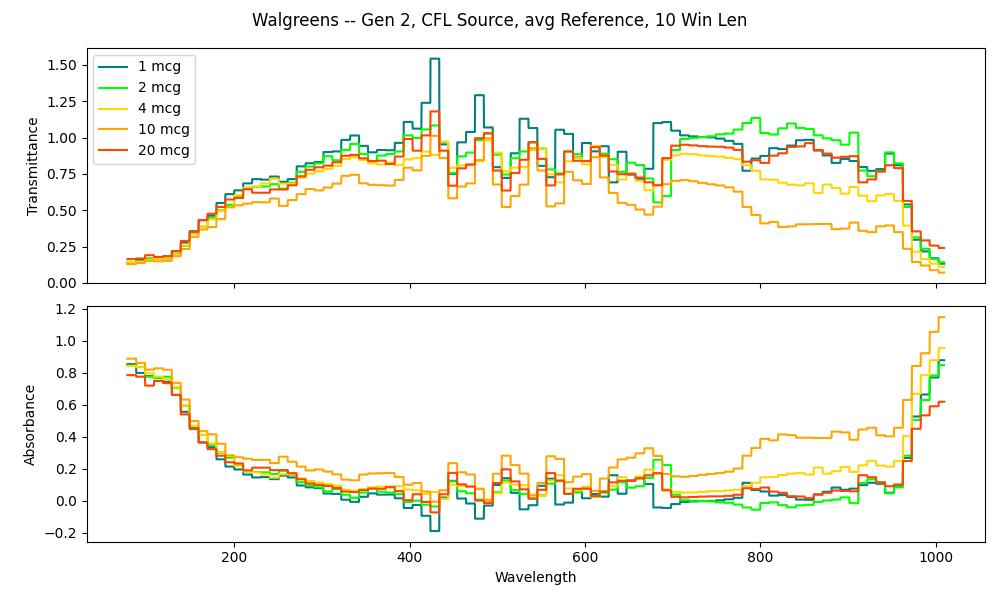 Walgreens -- Gen 2, CFL Source, avg Reference, 10 Win Len
1.50
1.25
1.00
0.75
0.50
0.25
0.00
Transmittance
1 mcg
2 mcg
4 mcg
10 mcg
20 mcg
1.2
1.0
0.8
0.6
0.4
0.2
0.0
−0.2
Absorbance
200 400 600 800 1000
Wavelength